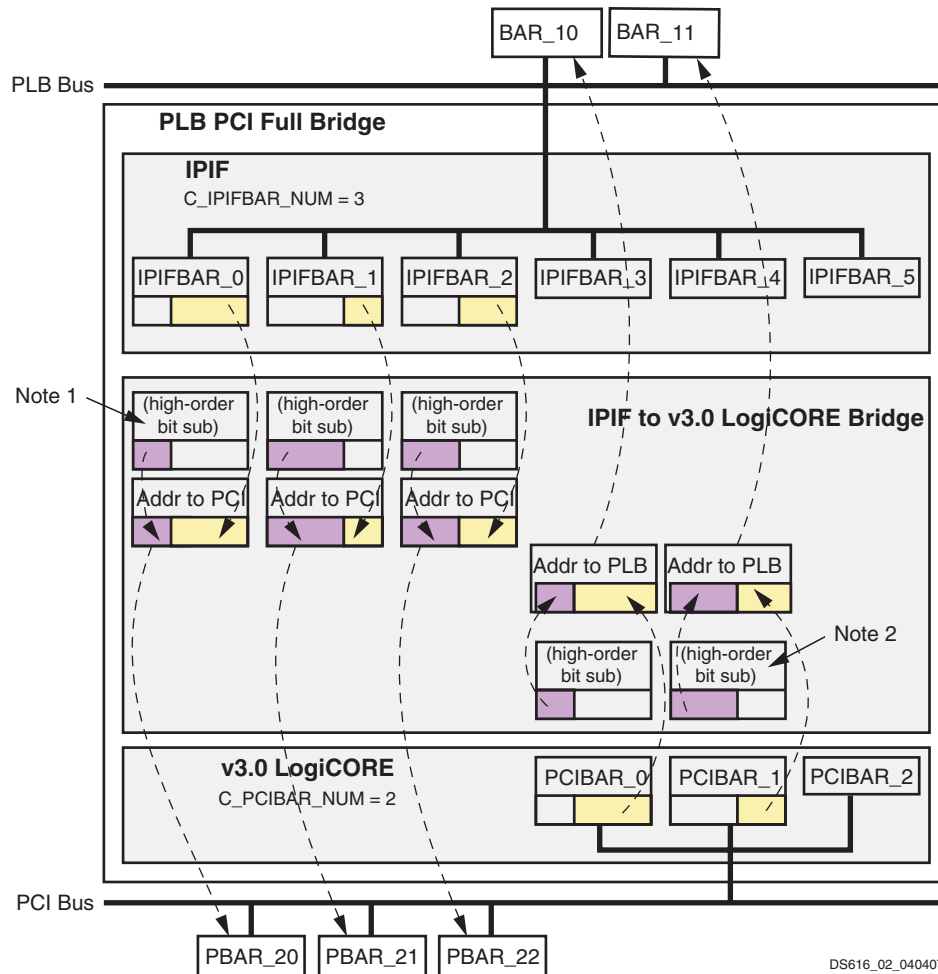 BAR_10
BAR_11
PLB Bus
PLB PCI Full Bridge
IPIF
C_IPIFBAR_NUM = 3
IPIFBAR_0
IPIFBAR_1
IPIFBAR_2
IPIFBAR_3
IPIFBAR_4
IPIFBAR_5
Note 1
(high-order
bit sub)
(high-order
bit sub)
(high-order
bit sub)
IPIF to v3.0 LogiCORE Bridge
Addr to PCI
Addr to PCI
Addr to PCI
Addr to PLB
Addr to PLB
Note 2
(high-order
bit sub)
(high-order
bit sub)
v3.0 LogiCORE
C_PCIBAR_NUM = 2
PCIBAR_0
PCIBAR_1
PCIBAR_2
PCI Bus
PBAR_20
PBAR_21
PBAR_22
DS616_02_040407